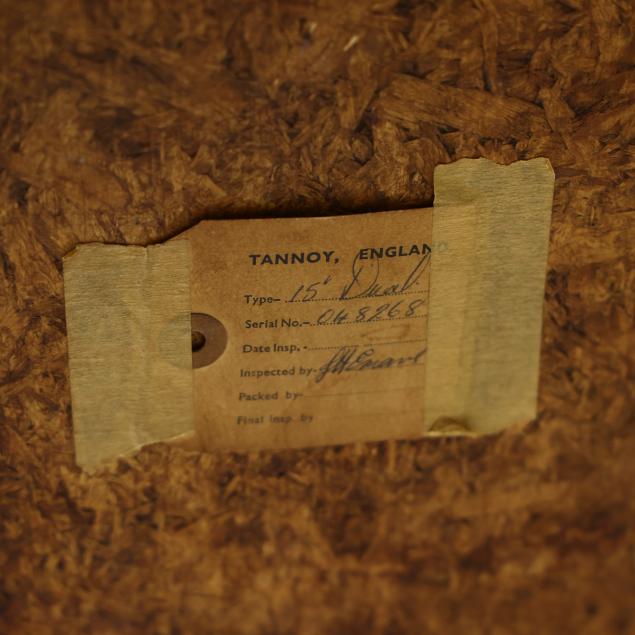 TANNOY, ENGLAND
Type- 15" Dual
Serial No.- 048268
Date Insp.-
Inspected by-
Packed by-
Final insp. by